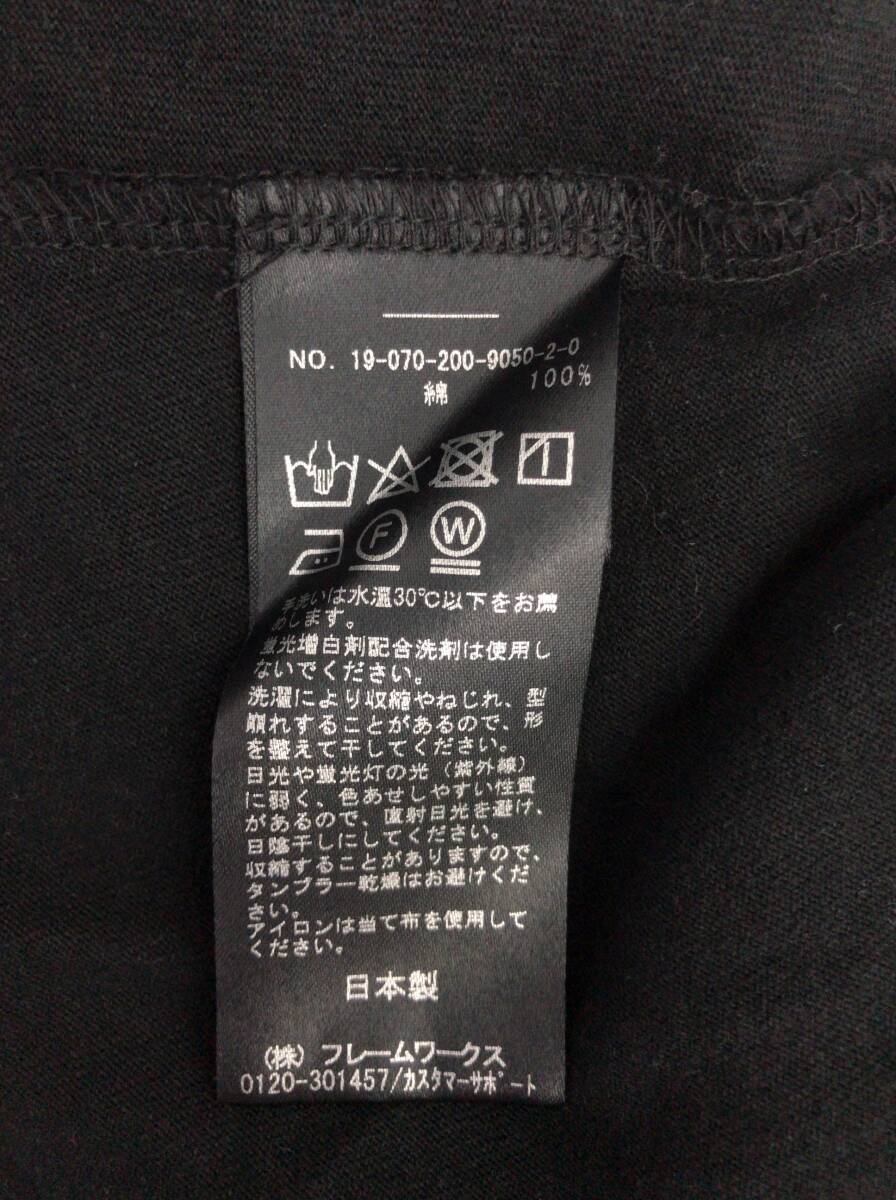 NO. 19-070-200-9050-2-0
綿 100%
F W
手洗いは水温30℃以下をお薦
めします。
蛍光増白剤配合洗剤は使用し
ないでください。
洗濯により収縮やねじれ、型
崩れすることがあるので、形
を整えて干してください。
日光や蛍光灯の光（紫外線）
に弱く、色あせしやすい性質
があるので、直射日光を避け、
日陰干しにしてください。
収縮することがありますので、
タンブラー乾燥はお避けくだ
さい。
アイロンは当て布を使用して
ください。
日本製
（株）フレームワークス
0120-301457/カスタマーサポート